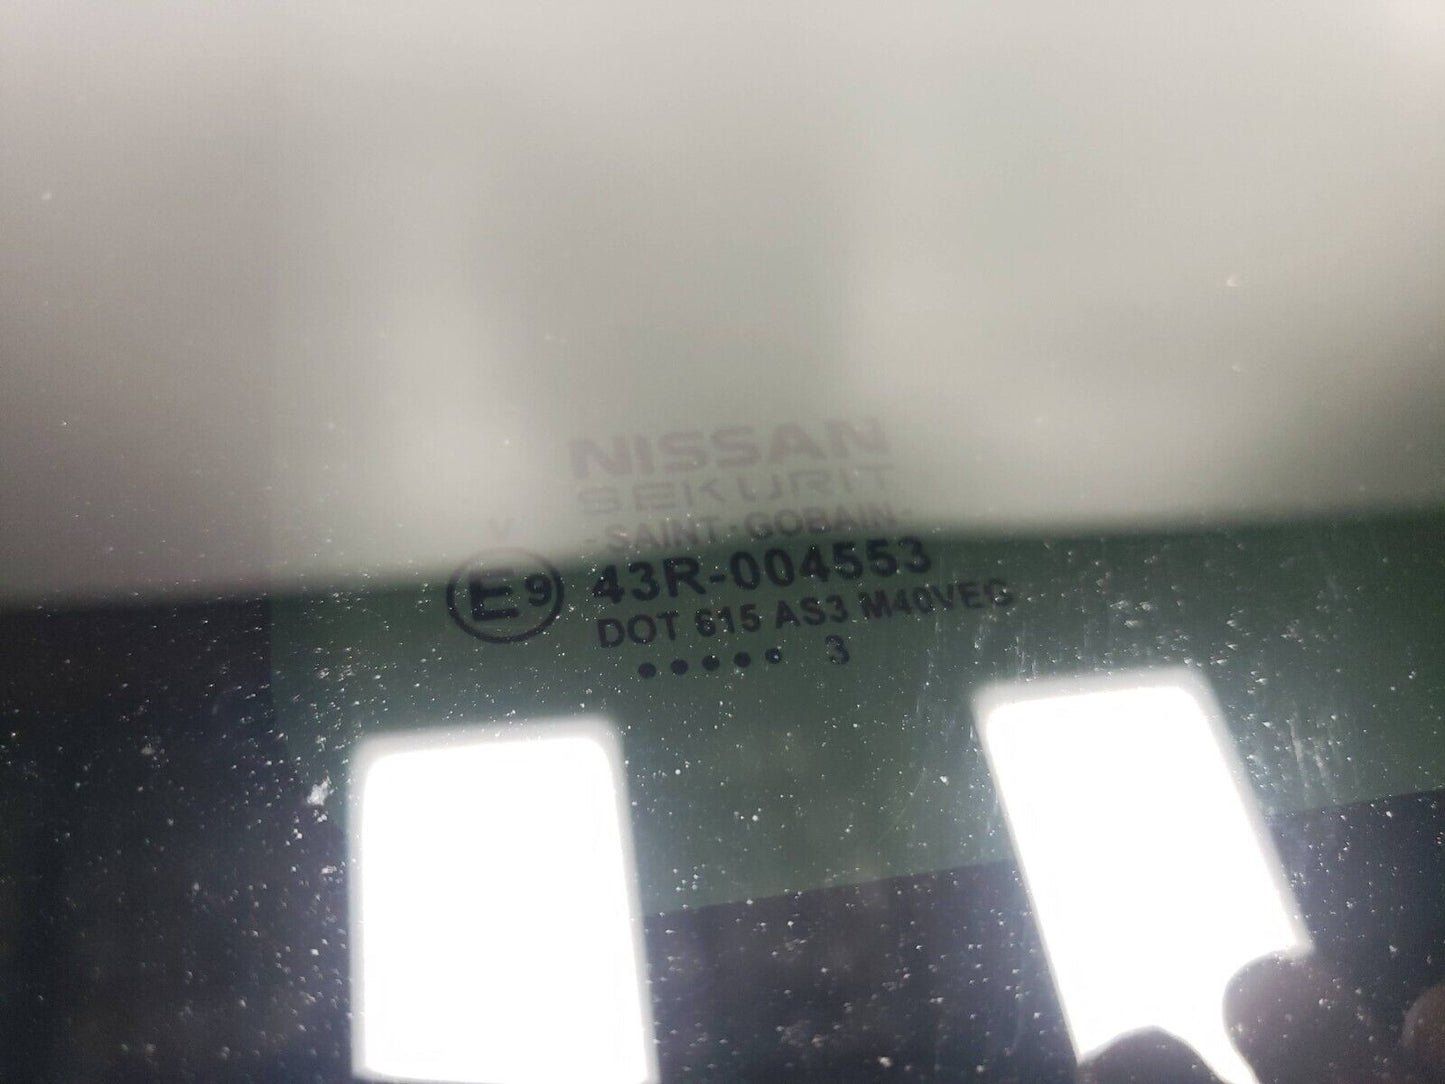 NISSAN
SEKURIT
-SAINT-GOBAIN-
V
E9 43R-004553
DOT 615 AS3 M40VEG
••••• 3